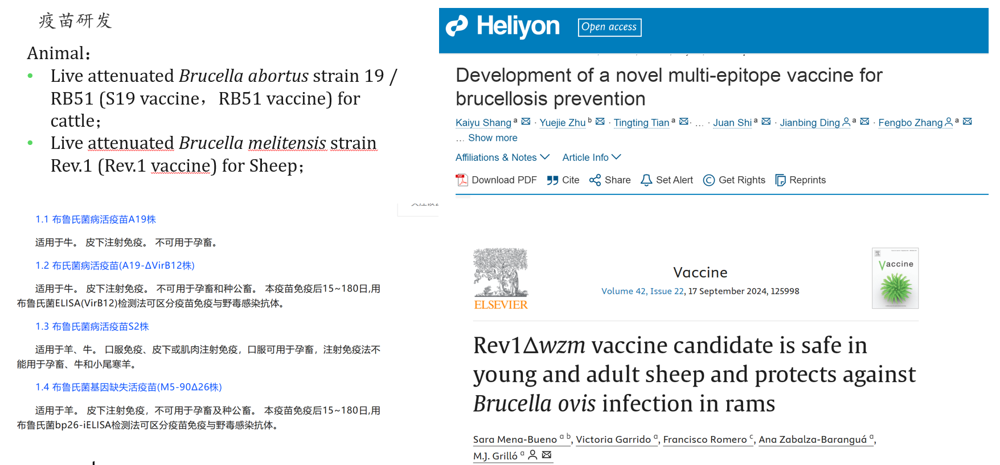 疫苗研发
Animal：
• Live attenuated Brucella abortus strain 19 /
RB51 (S19 vaccine， RB51 vaccine) for
cattle；
• Live attenuated Brucella melitensis strain
Rev.1 (Rev.1 vaccine) for Sheep；
1.1 布鲁氏菌病活疫苗A19株
适用于牛。 皮下注射免疫。 不可用于孕畜。
1.2 布氏菌病活疫苗(A19-ΔVirB12株)
适用于牛。 皮下注射免疫。 不可用于孕畜和种公畜。 本疫苗免疫后15~180日,用
布鲁氏菌ELISA(VirB12)检测法可区分疫苗免疫与野毒感染抗体。
1.3 布鲁氏菌病活疫苗S2株
适用于羊、牛。 口服免疫、皮下或肌肉注射免疫，口服可用于孕畜，注射免疫法不
能用于孕畜、牛和小尾寒羊。
1.4 布鲁氏菌基因缺失活疫苗(M5-90Δ26株)
适用于羊。 皮下注射免疫，不可用于孕畜及种公畜。 本疫苗免疫后15~180日,用
布鲁氏菌bp26-iELISA检测法可区分疫苗免疫与野毒感染抗体。
Heliyon Open access
Development of a novel multi-epitope vaccine for
brucellosis prevention
Kaiyu Shang a · Yuejie Zhu b · Tingting Tian a · ... · Juan Shi a · Jianbing Ding a · Fengbo Zhang a
... Show more
Affiliations & Notes Article Info
Download PDF Cite Share Set Alert Get Rights Reprints
ELSEVIER
Vaccine
Volume 42, Issue 22, 17 September 2024, 125998
Vaccine
Rev1Δwzm vaccine candidate is safe in
young and adult sheep and protects against
Brucella ovis infection in rams
Sara Mena-Bueno a b, Victoria Garrido a, Francisco Romero c, Ana Zabalza-Baranguá a,
M.J. Grilló a